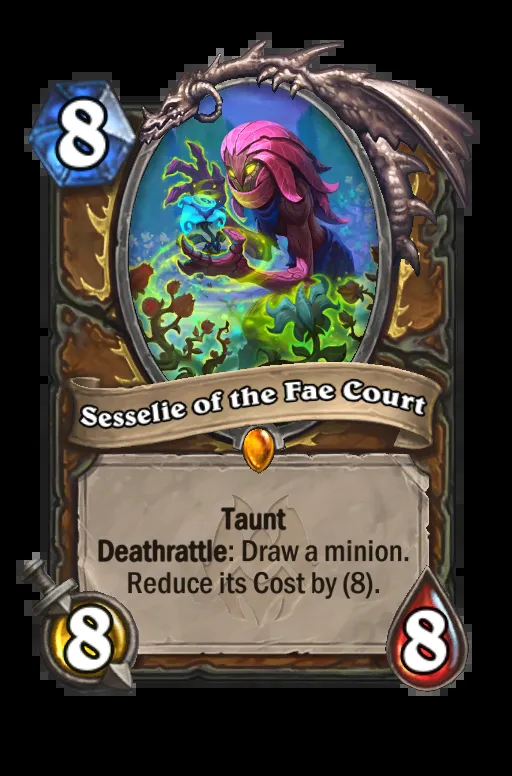 8
Sesselie of the Fae Court
Taunt
Deathrattle: Draw a minion.
Reduce its Cost by (8).
8
8